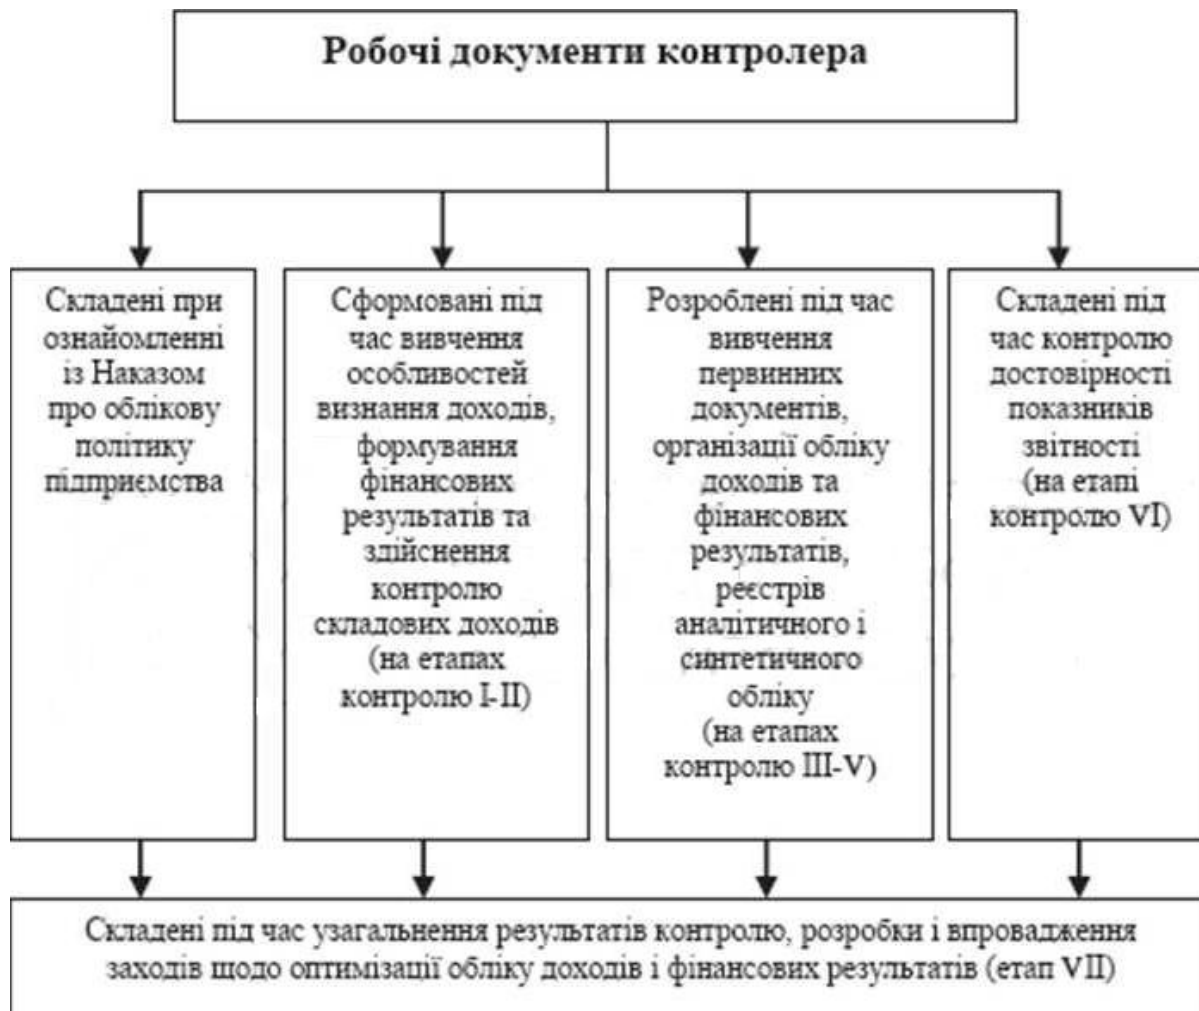 Робочі документи контролера
Складені при
ознайомленні
із Наказом
про облікову
політику
підприємства
Сформовані під
час вивчення
особливостей
визнання доходів,
формування
фінансових
результатів та
здійснення
контролю
складових доходів
(на етапах
контролю I-II)
Розроблені під час
вивчення
первинних
документів,
організації обліку
доходів та
фінансових
результатів,
реєстрів
аналітичного і
синтетичного
обліку
(на етапах
контролю III-V)
Складені під
час контролю
достовірності
показників
звітності
(на етапі
контролю VI)
Складені під час узагальнення результатів контролю, розробки і впровадження
заходів щодо оптимізації обліку доходів і фінансових результатів (етап VII)